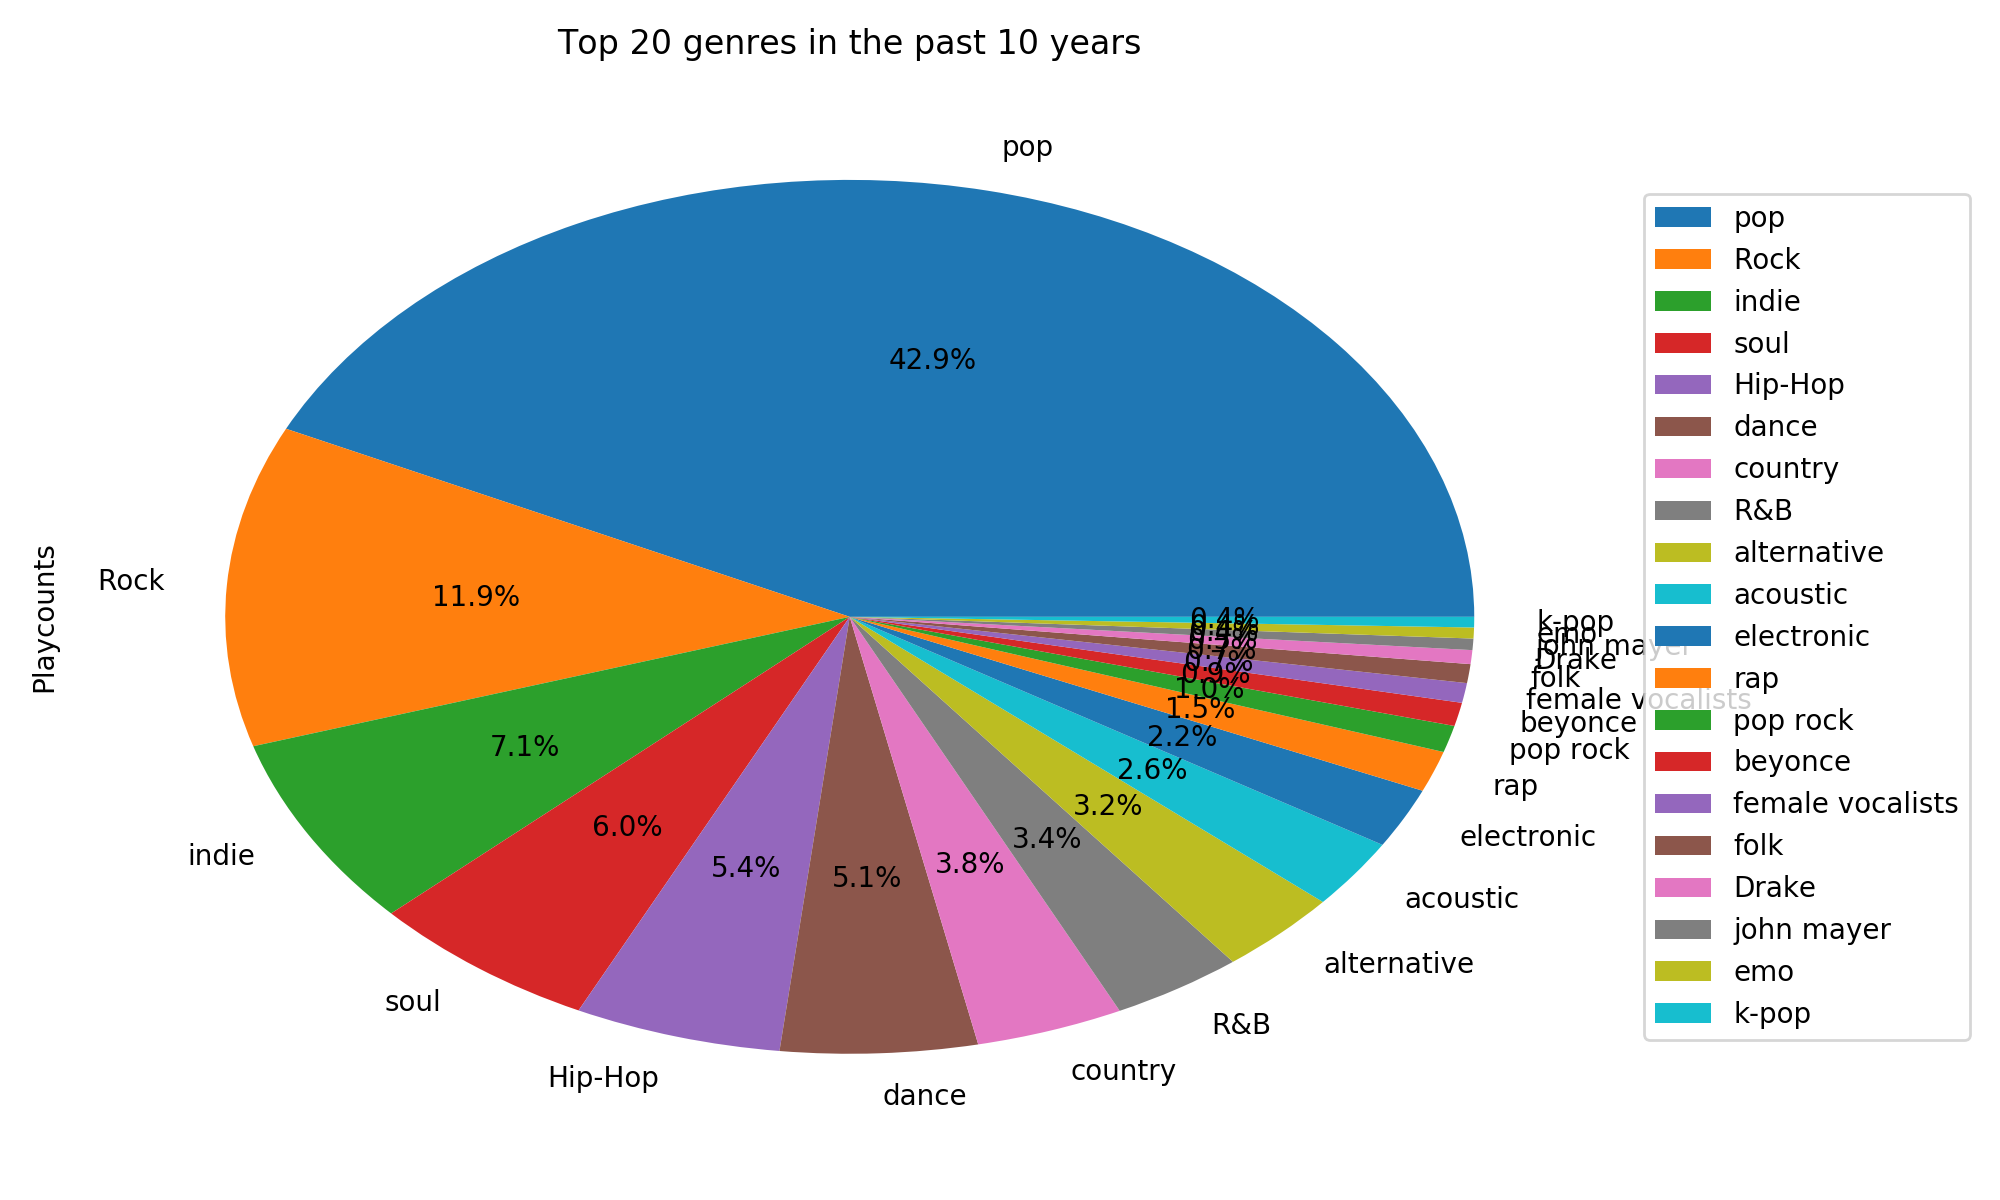 Top 20 genres in the past 10 years
Playcounts
pop
42.9%
Rock
11.9%
indie
7.1%
soul
6.0%
Hip-Hop
5.4%
dance
5.1%
country
3.8%
R&B
3.4%
alternative
3.2%
acoustic
2.6%
electronic
2.2%
rap
1.5%
pop rock
1.0%
beyonce
0.9%
female vocalists
0.7%
folk
Drake
john mayer
emo
k-pop
0.4%
pop
Rock
indie
soul
Hip-Hop
dance
country
R&B
alternative
acoustic
electronic
rap
pop rock
beyonce
female vocalists
folk
Drake
john mayer
emo
k-pop